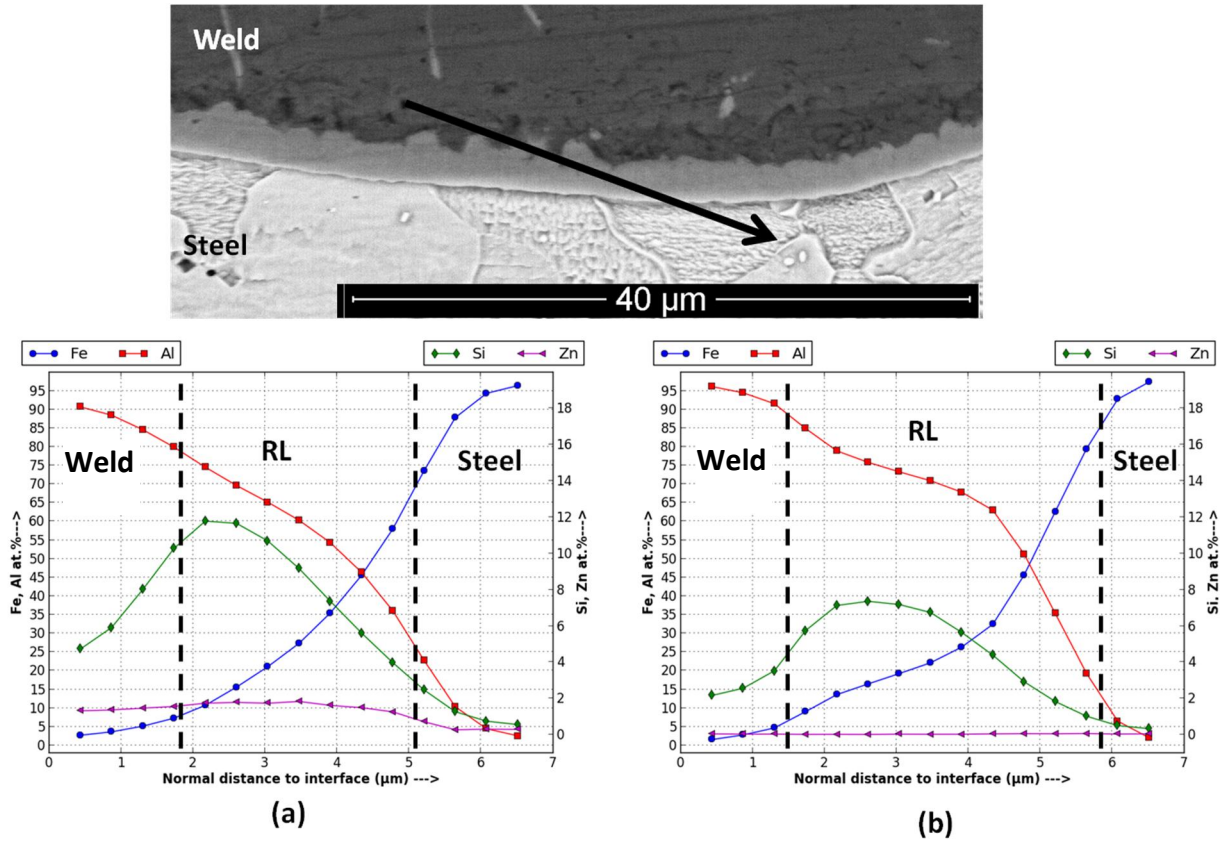 Weld
Steel
40 µm
Fe Al
Si Zn
Fe, Al at.%--->
95
90
85
80
75
70
65
60
55
50
45
40
35
30
25
20
15
10
5
0
Weld
RL
Steel
18
16
14
12
10
8
6
4
2
0
Si, Zn at.%--->
0 1 2 3 4 5 6 7
Normal distance to interface (µm) --->
(a)
Fe Al
Si Zn
Fe, Al at.%--->
95
90
85
80
75
70
65
60
55
50
45
40
35
30
25
20
15
10
5
0
Weld
RL
Steel
18
16
14
12
10
8
6
4
2
0
Si, Zn at.%--->
0 1 2 3 4 5 6 7
Normal distance to interface (µm) --->
(b)